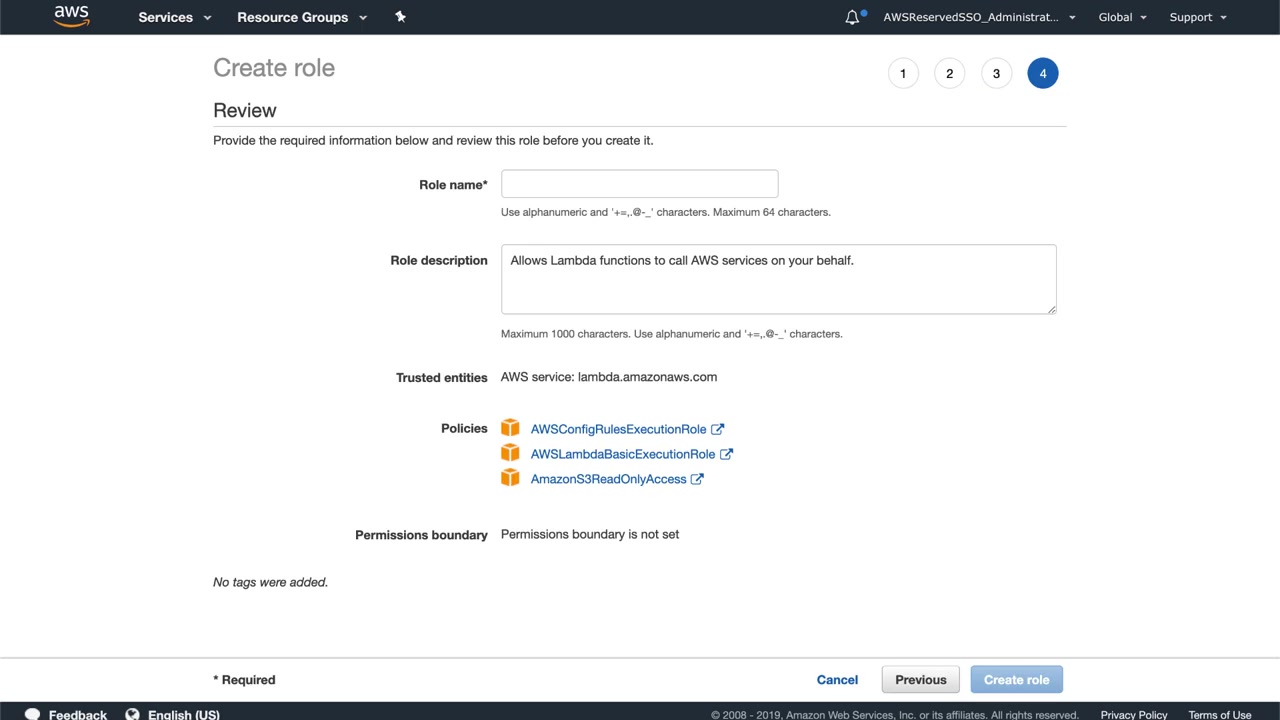 aws Services Resource Groups AWSReservedSSO_Administrat... Global Support
Create role
1 2 3 4
Review
Provide the required information below and review this role before you create it.
Role name*
Use alphanumeric and '+=,.@-_' characters. Maximum 64 characters.
Role description Allows Lambda functions to call AWS services on your behalf.
Maximum 1000 characters. Use alphanumeric and '+=,.@-_' characters.
Trusted entities AWS service: lambda.amazonaws.com
Policies AWSConfigRulesExecutionRole
AWSLambdaBasicExecutionRole
AmazonS3ReadOnlyAccess
Permissions boundary Permissions boundary is not set
No tags were added.
* Required Cancel Previous Create role
Feedback English (US) © 2008 - 2019, Amazon Web Services, Inc. or its affiliates. All rights reserved. Privacy Policy Terms of Use